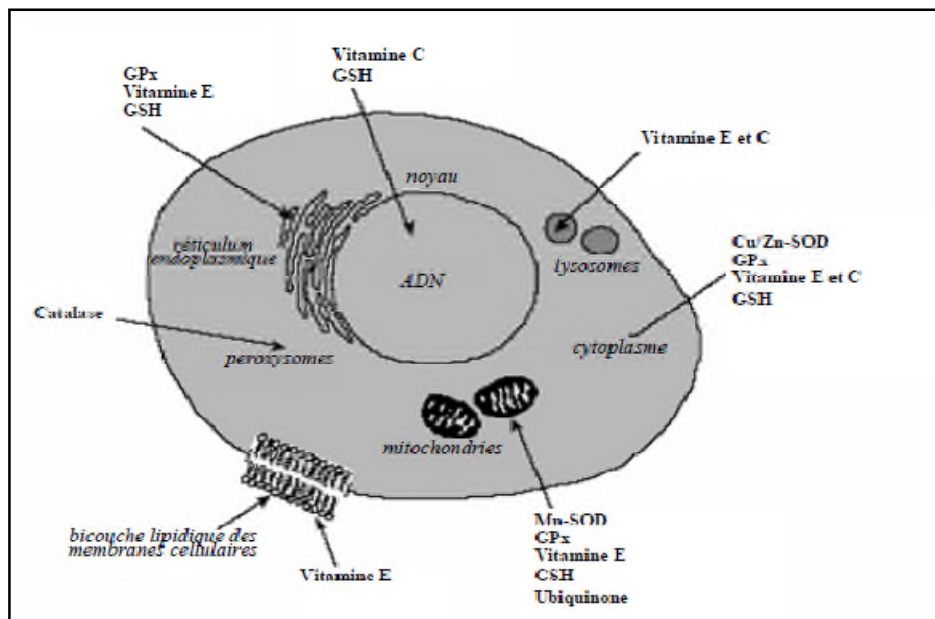 Vitamine C
GSH
GPx
Vitamine E
GSH
Vitamine E et C
noyau
réticulum
endoplasmique
lysosomes
Cu/Zn-SOD
GPx
Vitamine E et C
GSH
ADN
Catalase
peroxysomes
cytoplasme
mitochondries
bicouche lipidique des
membranes cellulaires
Vitamine E
Mn-SOD
GPx
Vitamine E
GSH
Ubiquinone